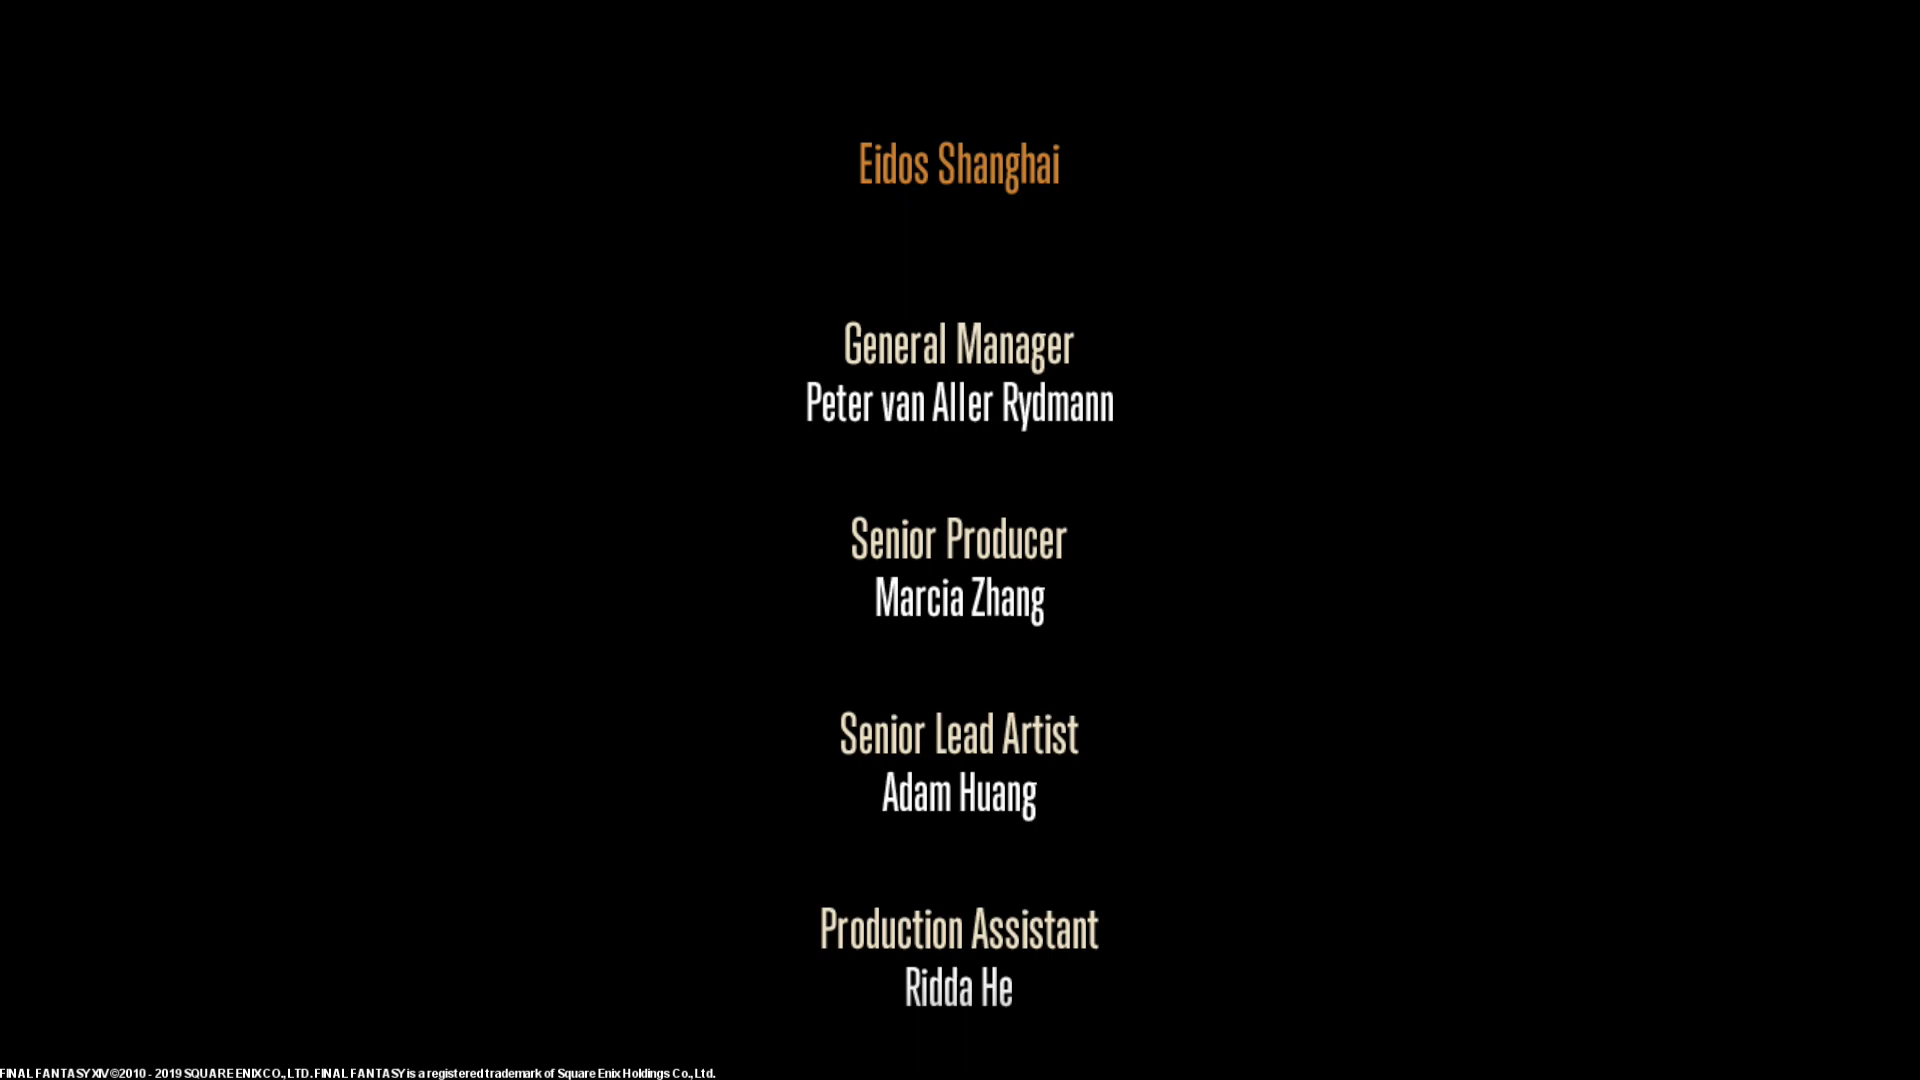 Eidos Shanghai
General Manager
Peter van Aller Rydmann
Senior Producer
Marcia Zhang
Senior Lead Artist
Adam Huang
Production Assistant
Ridda He
FINAL FANTASY XIV ©2010 - 2019 SQUARE ENIX CO., LTD. FINAL FANTASY is a registered trademark of Square Enix Holdings Co., Ltd.